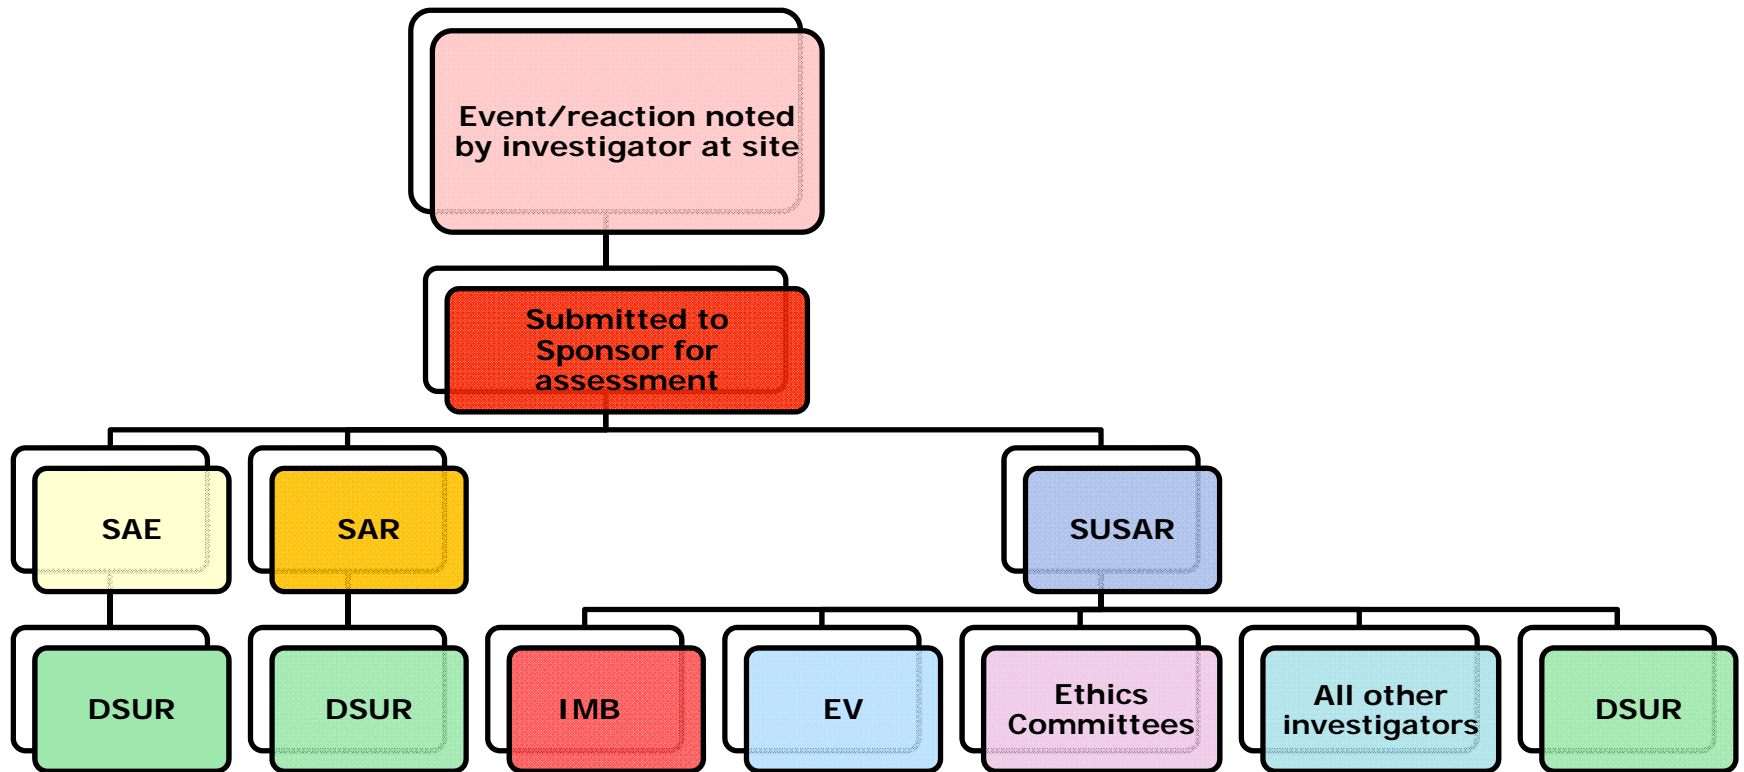 Event/reaction noted
by investigator at site
Submitted to
Sponsor for
assessment
SAE
SAR
SUSAR
DSUR
DSUR
IMB
EV
Ethics
Committees
All other
investigators
DSUR